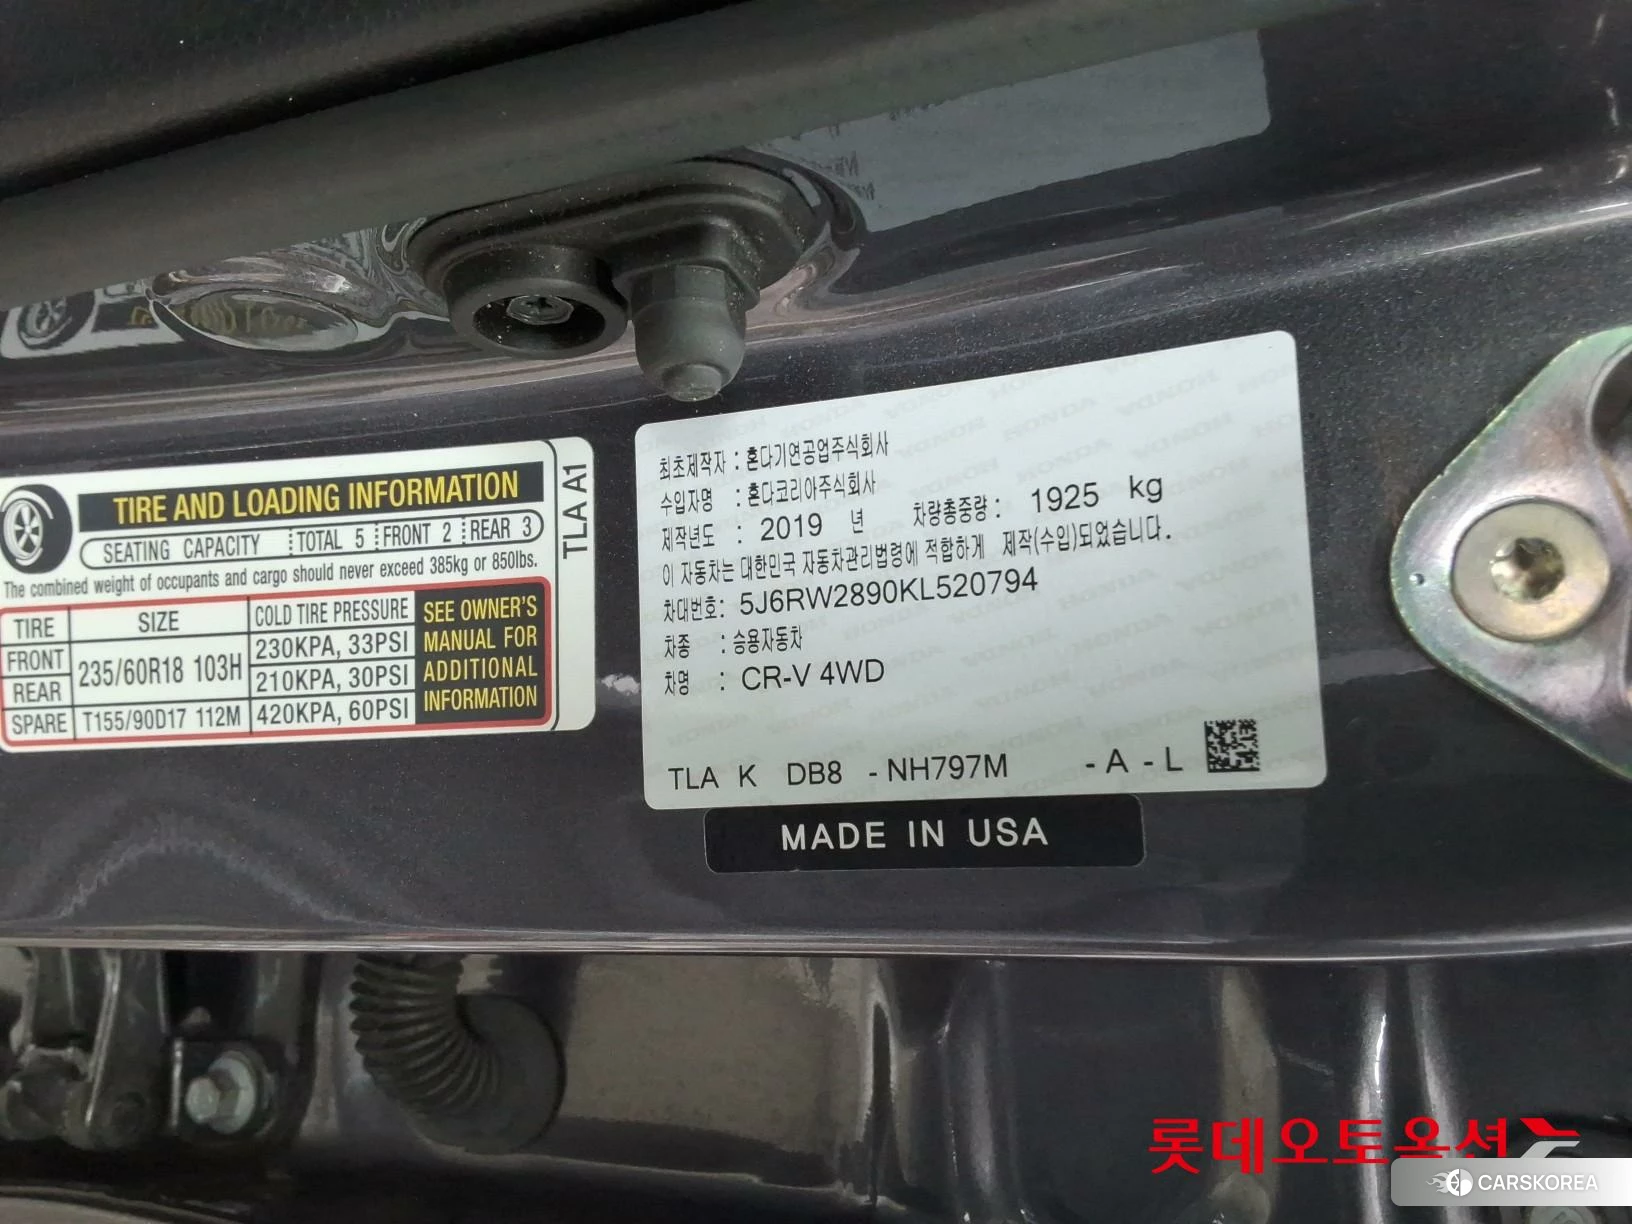 TIRE AND LOADING INFORMATION
SEATING CAPACITY TOTAL 5 FRONT 2 REAR 3
The combined weight of occupants and cargo should never exceed 385kg or 850lbs.
TIRE SIZE COLD TIRE PRESSURE
FRONT 235/60R18 103H 230KPA, 33PSI
REAR 210KPA, 30PSI
SPARE T155/90D17 112M 420KPA, 60PSI
SEE OWNER'S
MANUAL FOR
ADDITIONAL
INFORMATION
TLA A1
최초제작자 : 혼다기연공업주식회사
수입자명 : 혼다코리아주식회사
제작년도 : 2019 년 차량총중량 : 1925 kg
이 자동차는 대한민국 자동차관리법령에 적합하게 제작(수입)되었습니다.
차대번호: 5J6RW2890KL520794
차종 : 승용자동차
차명 : CR-V 4WD
TLA K DB8 -NH797M -A -L
MADE IN USA
롯데오토옵션
CARSKOREA